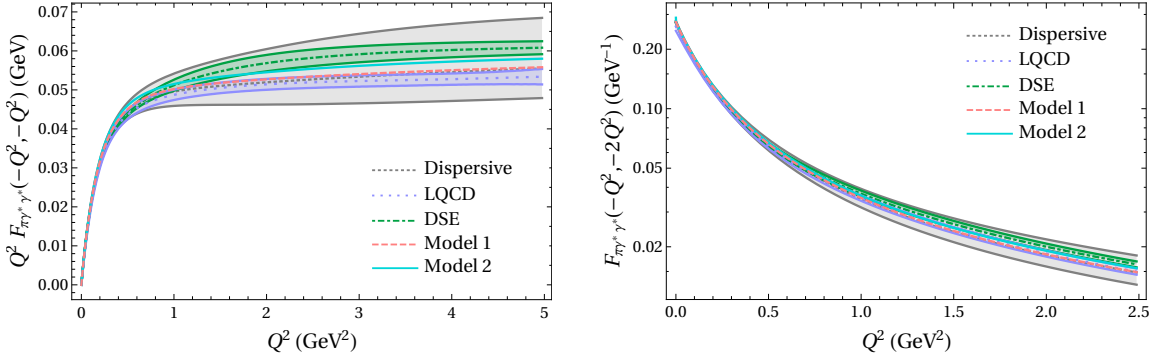 0.07
0.06
0.05
0.04
0.03
0.02
0.01
0.00
Q² F_{πγ* γ*}(-Q², -Q²) (GeV)
Dispersive
LQCD
DSE
Model 1
Model 2
0 1 2 3 4 5
Q² (GeV²)
0.20
0.10
0.05
0.02
F_{πγ* γ*}(-Q², -2Q²) (GeV⁻¹)
Dispersive
LQCD
DSE
Model 1
Model 2
0.0 0.5 1.0 1.5 2.0 2.5
Q² (GeV²)